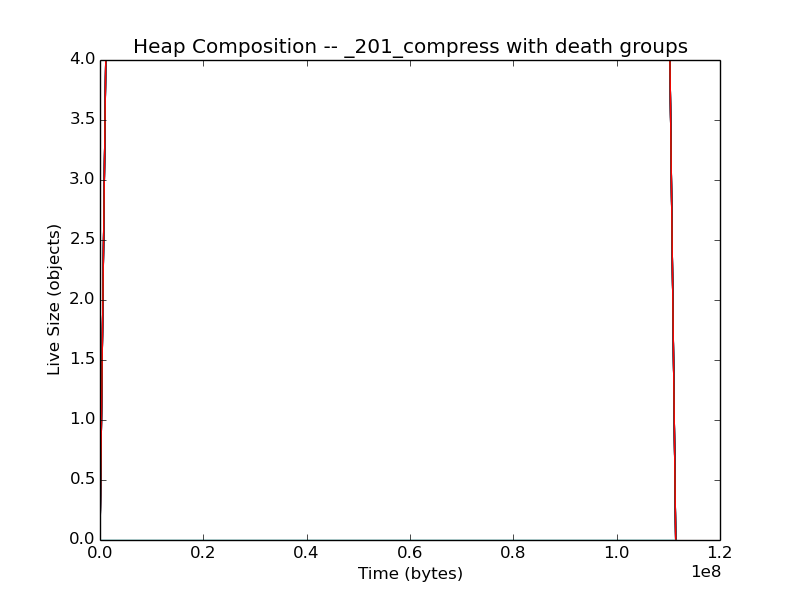 Heap Composition -- _201_compress with death groups
4.0
3.5
3.0
2.5
2.0
1.5
1.0
0.5
0.0
Live Size (objects)
0.0 0.2 0.4 0.6 0.8 1.0 1.2
1e8
Time (bytes)